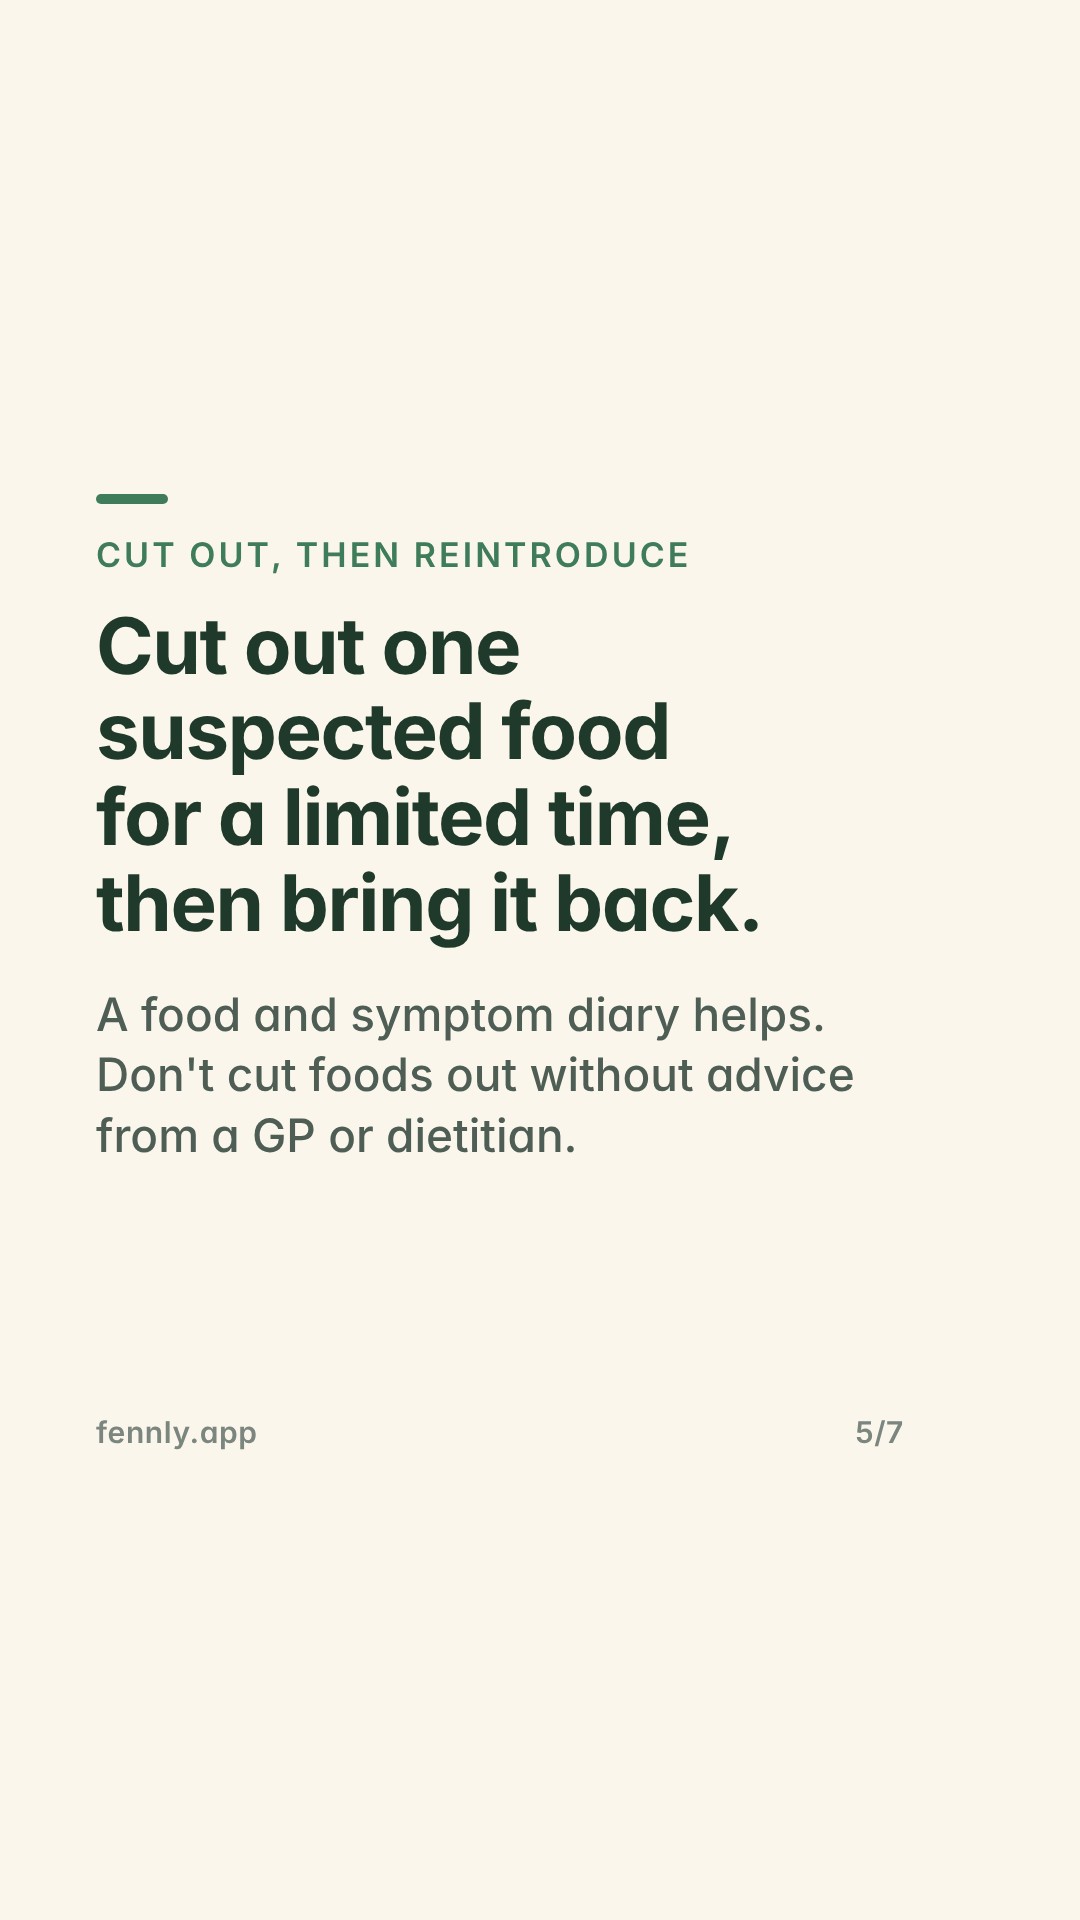 CUT OUT, THEN REINTRODUCE
Cut out one
suspected food
for a limited time,
then bring it back.
A food and symptom diary helps.
Don't cut foods out without advice
from a GP or dietitian.
fennly.app
5/7